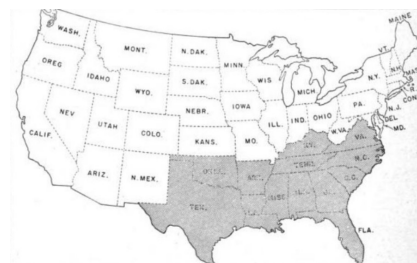 WASH.
OREG
CALIF.
NEV
IDAHO
MONT.
WYO.
UTAH
ARIZ.
COLO.
N.MEX.
N.DAK.
S.DAK.
NEBR.
KANS.
TEX.
OKLA.
MINN.
IOWA
MO.
ARK.
LA.
WIS
ILL.
MICH
IND.
OHIO
KY.
TENN.
MISS
ALA.
GA.
FLA.
S.C.
N.C.
VA.
W.VA.
PA.
N.Y.
VT.
N.H.
MAINE
MAS
R.
CON
N.J.
DEL
MD.